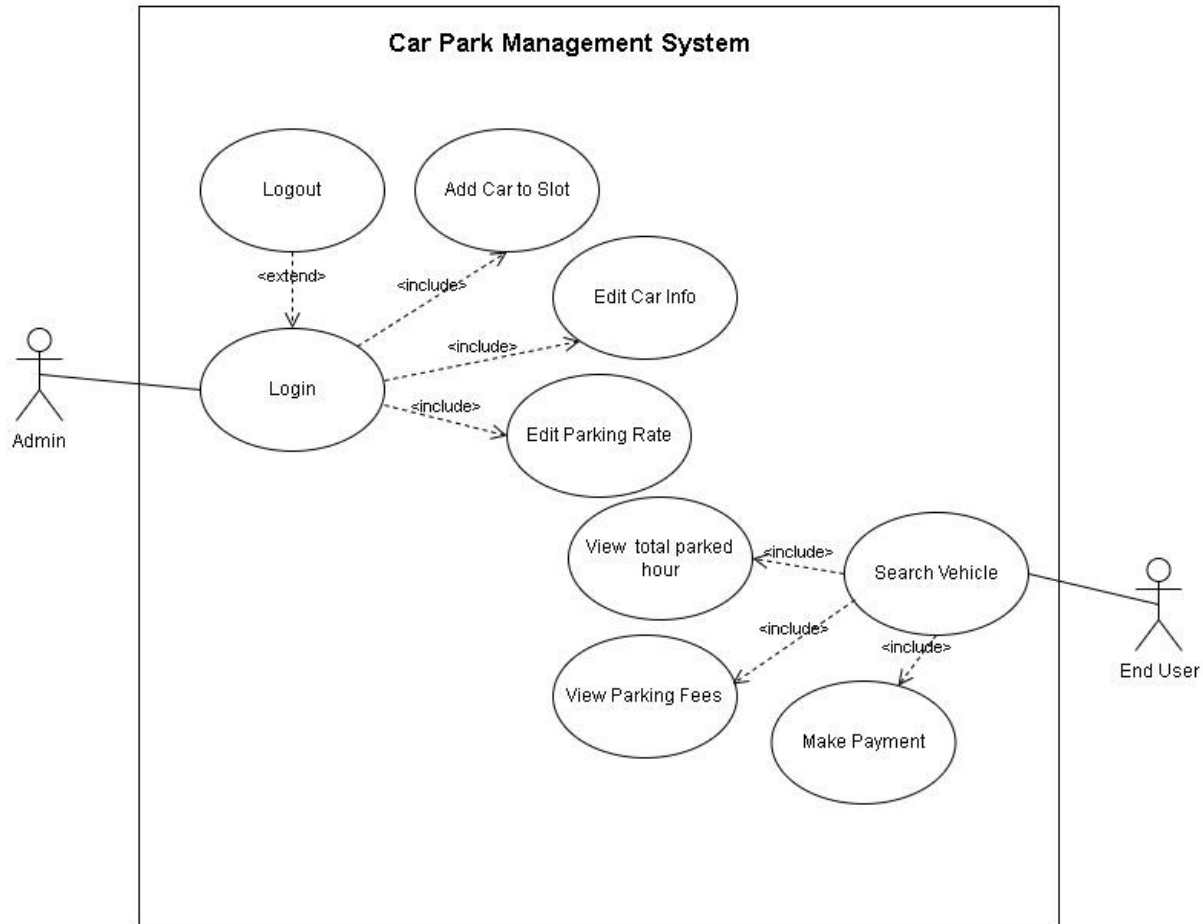 Car Park Management System
Logout
Add Car to Slot
<extend>
<include>
Edit Car Info
<include>
Login
<include>
Edit Parking Rate
Admin
View total parked
hour
<include>
Search Vehicle
<include>
<include>
View Parking Fees
End User
Make Payment